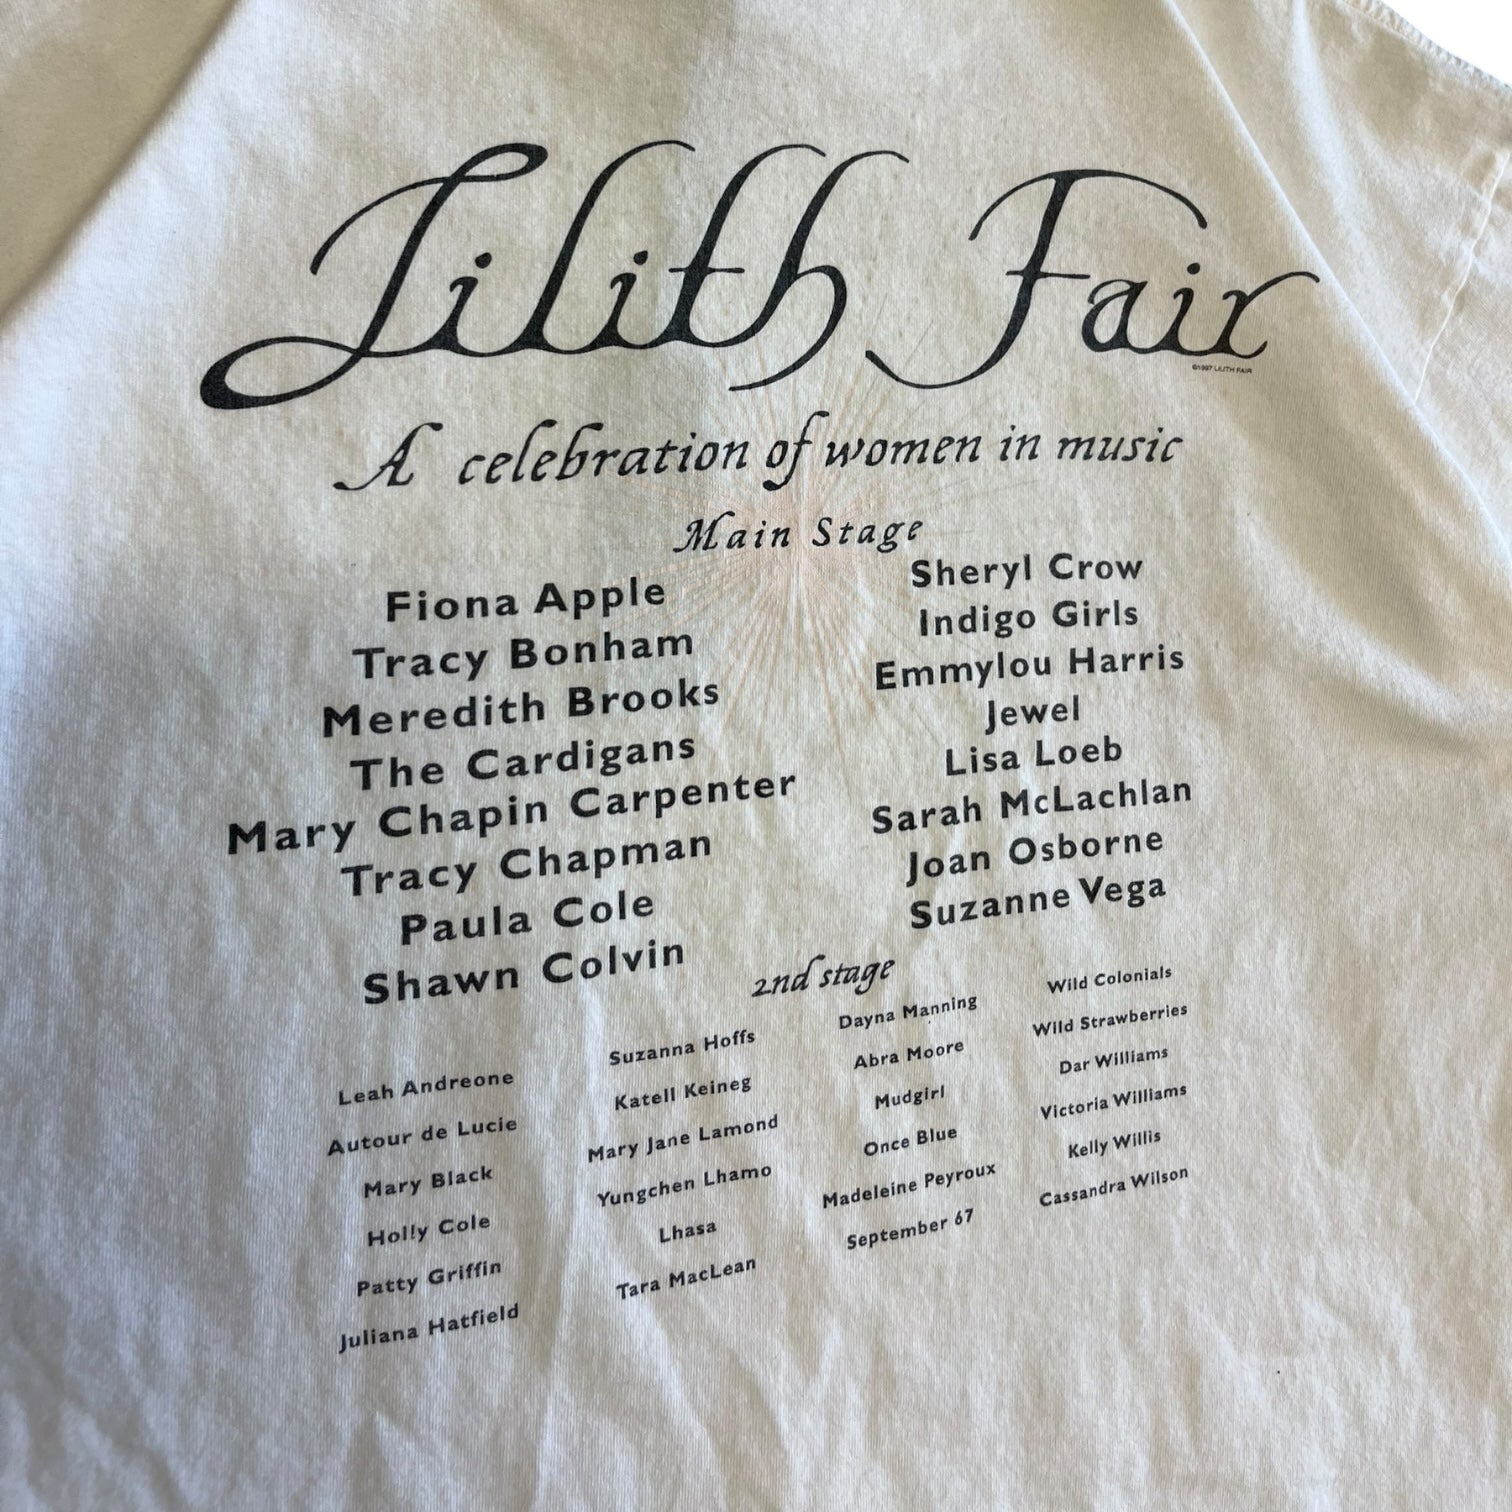 Lilith Fair
©1997 LILITH FAIR
A celebration of women in music
Main Stage
Fiona Apple
Tracy Bonham
Meredith Brooks
The Cardigans
Mary Chapin Carpenter
Tracy Chapman
Paula Cole
Shawn Colvin
Sheryl Crow
Indigo Girls
Emmylou Harris
Jewel
Lisa Loeb
Sarah McLachlan
Joan Osborne
Suzanne Vega
2nd stage
Leah Andreone
Autour de Lucie
Mary Black
Holly Cole
Patty Griffin
Juliana Hatfield
Suzanna Hoffs
Katell Keineg
Mary Jane Lamond
Yungchen Lhamo
Lhasa
Tara MacLean
Dayna Manning
Abra Moore
Mudgirl
Once Blue
Madeleine Peyroux
September 67
Wild Colonials
Wild Strawberries
Dar Williams
Victoria Williams
Kelly Willis
Cassandra Wilson